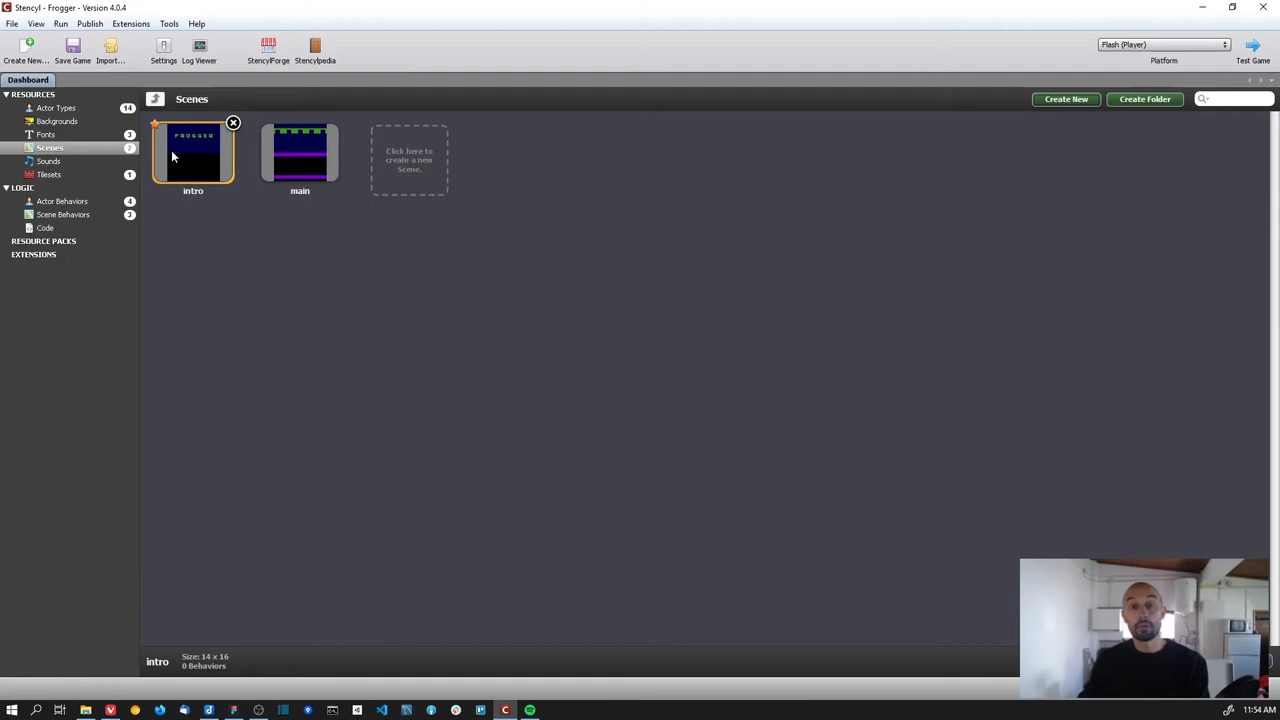 Stencyl - Frogger - Version 4.0.4
File View Run Publish Extensions Tools Help
Create New... Save Game Import... Settings Log Viewer StencylForge Stencylpedia Flash (Player) Platform Test Game
Dashboard
RESOURCES
Actor Types 14
Backgrounds
Fonts 3
Scenes 2
Sounds
Tilesets 1
LOGIC
Actor Behaviors 4
Scene Behaviors 3
Code
RESOURCE PACKS
EXTENSIONS
Scenes
Create New Create Folder
FROGGER
intro
main
Click here to
create a new
Scene.
intro
Size: 14 x 16
0 Behaviors
11:54 AM